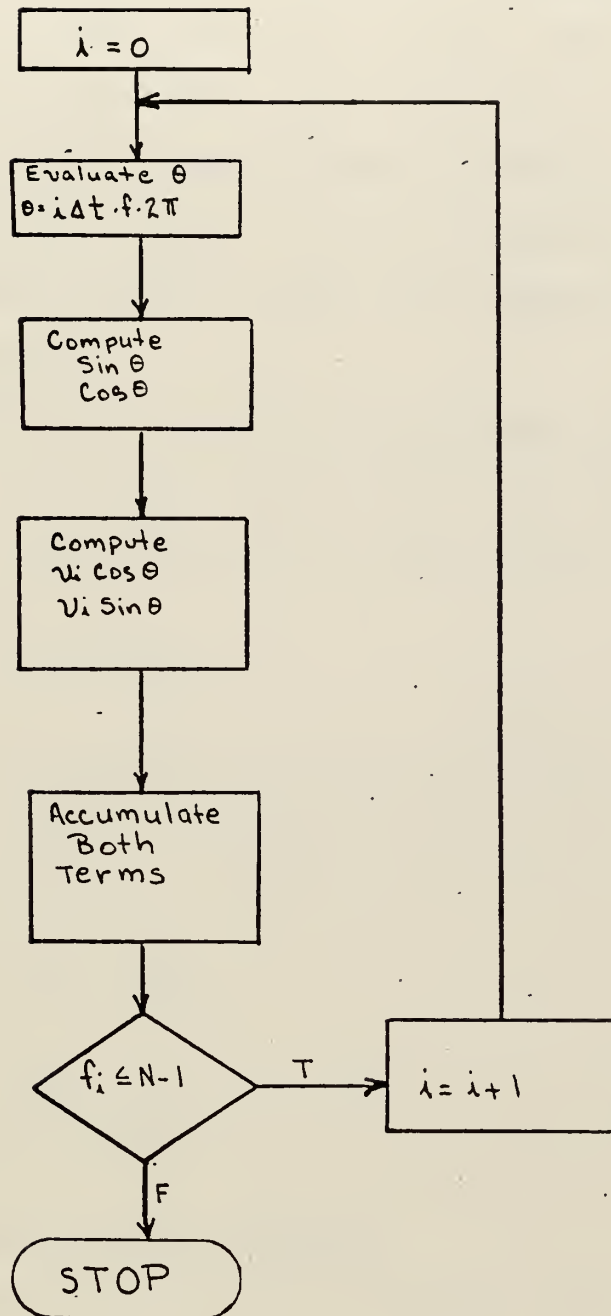 i = 0
Evaluate θ
θ = iΔt·f·2π
Compute
Sin θ
Cos θ
Compute
vi Cos θ
vi Sin θ
Accumulate
Both
Terms
fi ≤ N-1
T
i = i + 1
F
STOP